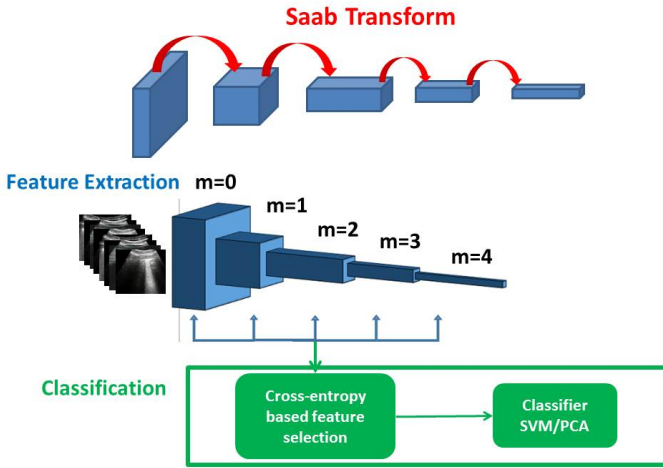 Saab Transform
Feature Extraction
m=0
m=1
m=2
m=3
m=4
Classification
Cross-entropy
based feature
selection
Classifier
SVM/PCA